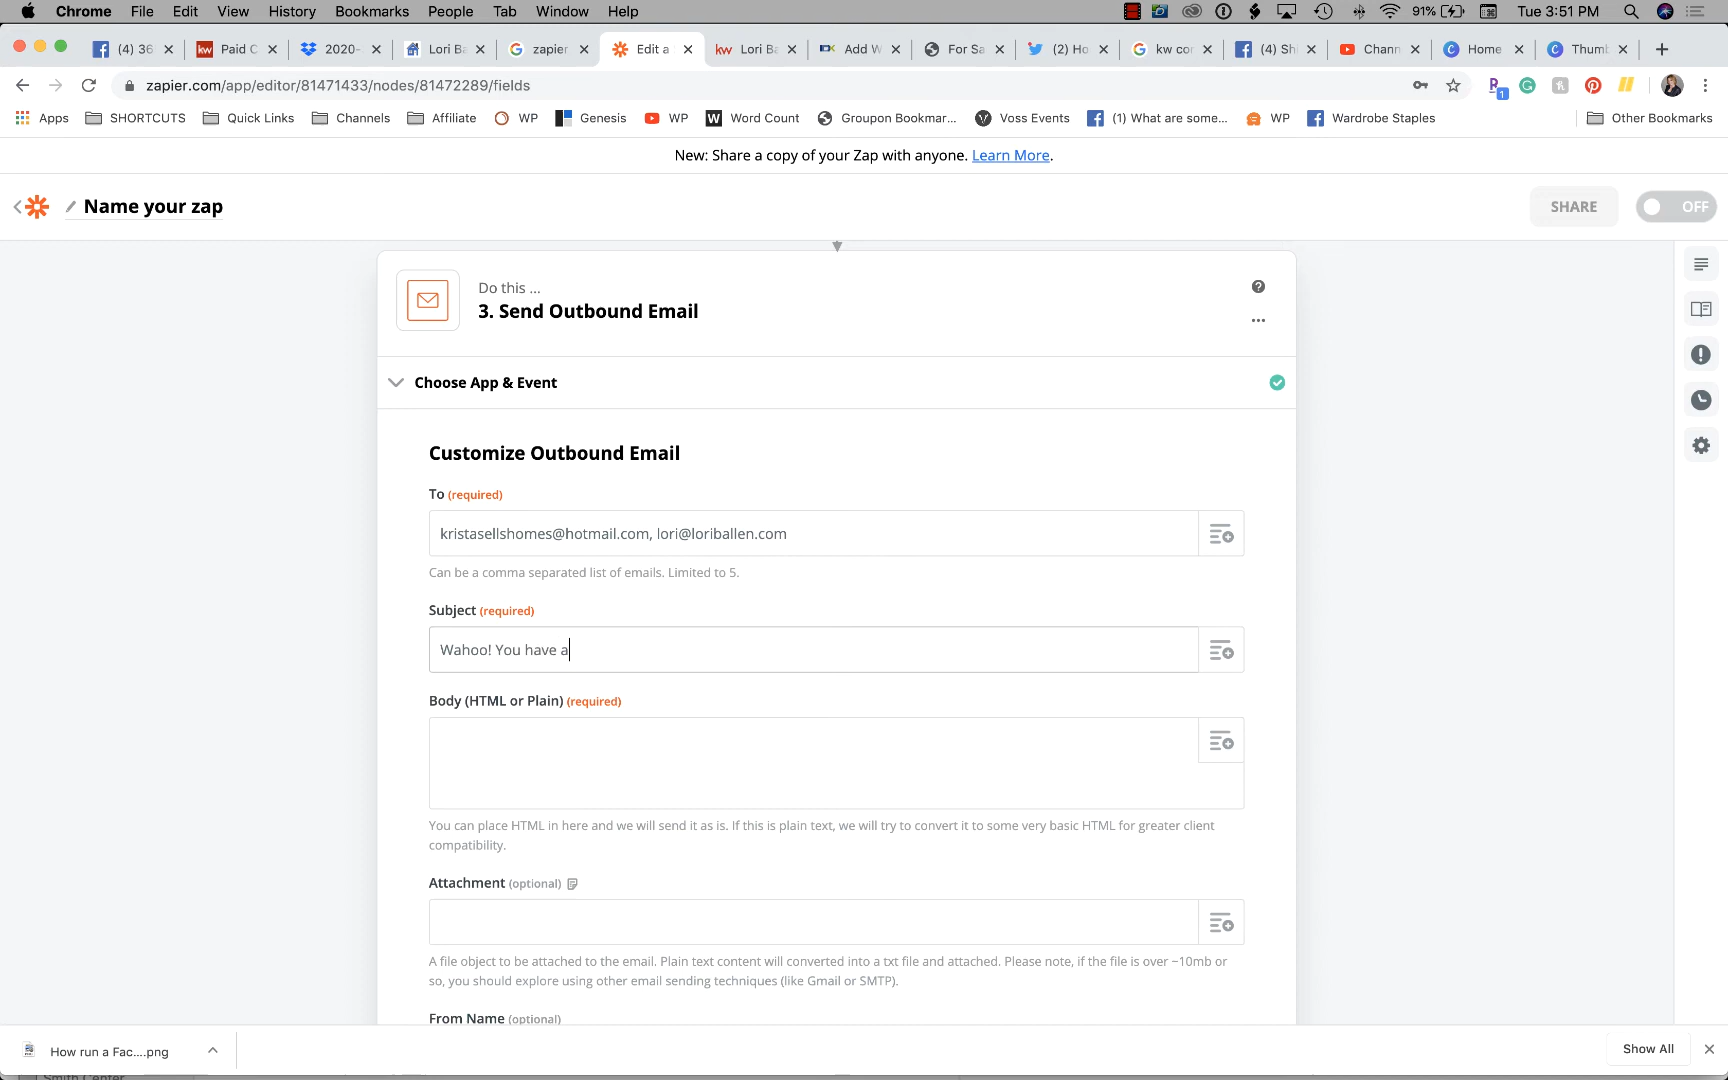 Chrome File Edit View History Bookmarks People Tab Window Help 91% Tue 3:51 PM
(4) 36 Paid C 2020- Lori Ba zapier Edit a Lori Ba Add W For Sa (2) Ho kw cor (4) Shi Chann Home Thuml
zapier.com/app/editor/81471433/nodes/81472289/fields
Apps SHORTCUTS Quick Links Channels Affiliate WP Genesis WP Word Count Groupon Bookmar... Voss Events (1) What are some... WP Wardrobe Staples Other Bookmarks
New: Share a copy of your Zap with anyone. Learn More.
Name your zap SHARE OFF
Do this ...
3. Send Outbound Email
Choose App & Event
Customize Outbound Email
To (required)
kristasellshomes@hotmail.com, lori@loriballen.com
Can be a comma separated list of emails. Limited to 5.
Subject (required)
Wahoo! You have a
Body (HTML or Plain) (required)
You can place HTML in here and we will send it as is. If this is plain text, we will try to convert it to some very basic HTML for greater client
compatibility.
Attachment (optional)
A file object to be attached to the email. Plain text content will converted into a txt file and attached. Please note, if the file is over ~10mb or
so, you should explore using other email sending techniques (like Gmail or SMTP).
From Name (optional)
How run a Fac....png Show All